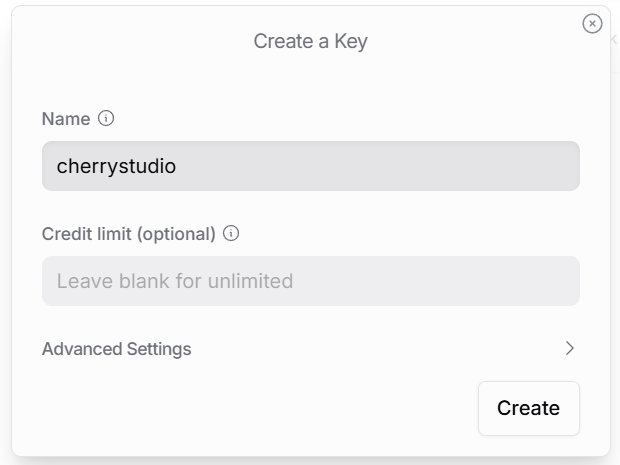 Create a Key
Name
cherrystudio
Credit limit (optional)
Leave blank for unlimited
Advanced Settings
Create